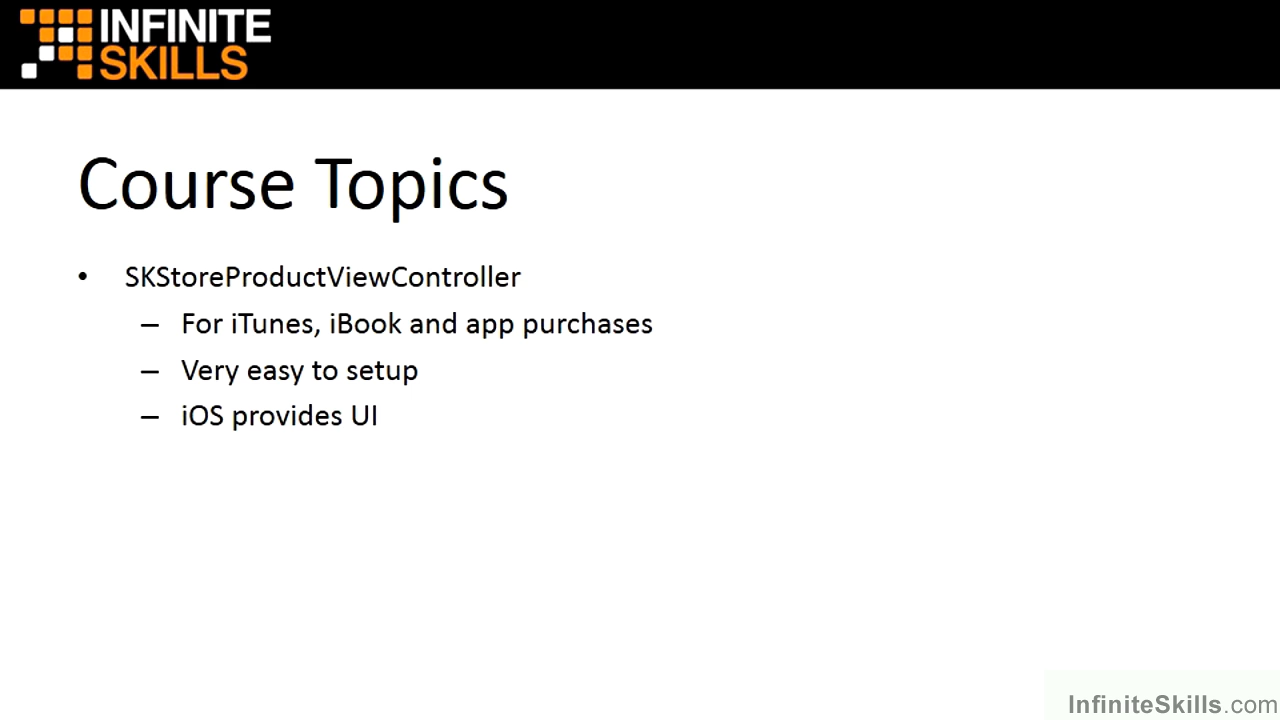 INFINITE
SKILLS
Course Topics
• SKStoreProductViewController
– For iTunes, iBook and app purchases
– Very easy to setup
– iOS provides UI
InfiniteSkills.com